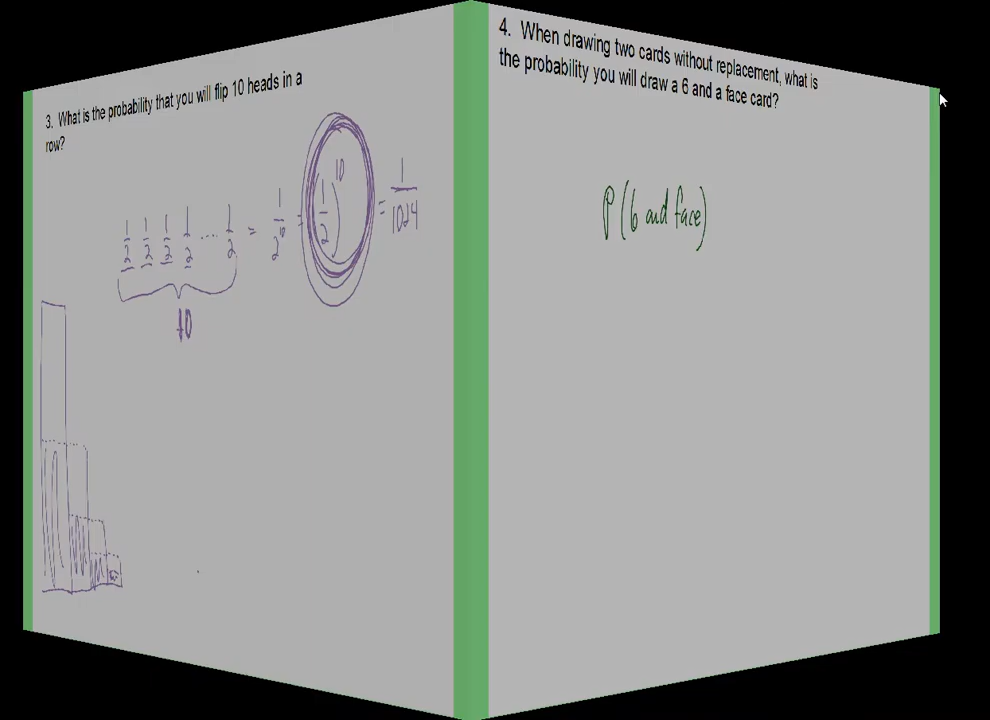 3. What is the probability that you will flip 10 heads in a
row?
1/2 1/2 1/2 1/2 ..... 1/2 = 1/2^10 = (1/2)^10 = 1/1024
10
4. When drawing two cards without replacement, what is
the probability you will draw a 6 and a face card?
P(6 and face)